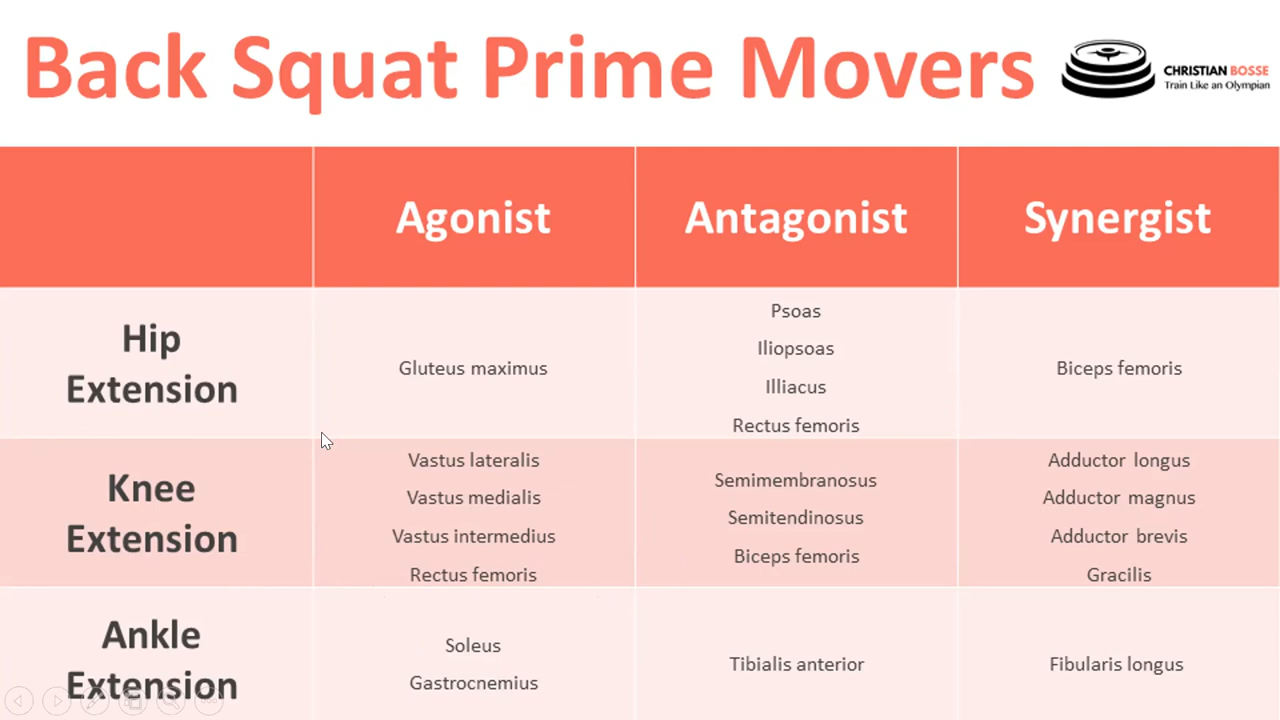 Back Squat Prime Movers
CHRISTIAN BOSSE
Train Like an Olympian
Agonist
Antagonist
Synergist
Hip
Extension
Gluteus maximus
Psoas
Iliopsoas
Illiacus
Rectus femoris
Biceps femoris
Knee
Extension
Vastus lateralis
Vastus medialis
Vastus intermedius
Rectus femoris
Semimembranosus
Semitendinosus
Biceps femoris
Adductor longus
Adductor magnus
Adductor brevis
Gracilis
Ankle
Extension
Soleus
Gastrocnemius
Tibialis anterior
Fibularis longus